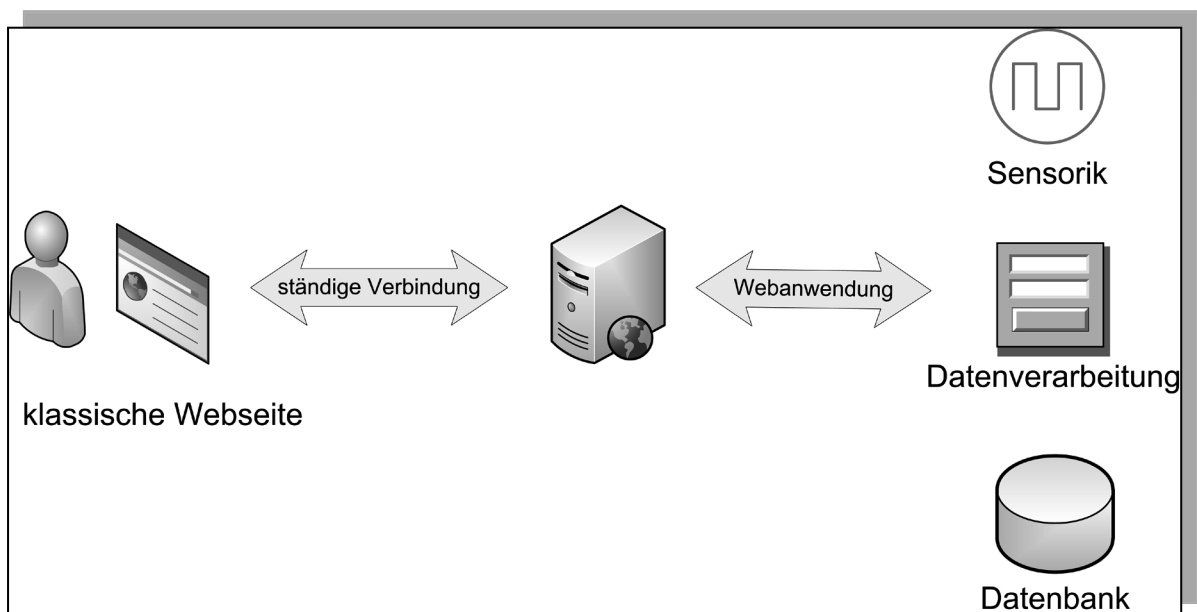 Sensorik
ständige Verbindung
Webanwendung
Datenverarbeitung
klassische Webseite
Datenbank